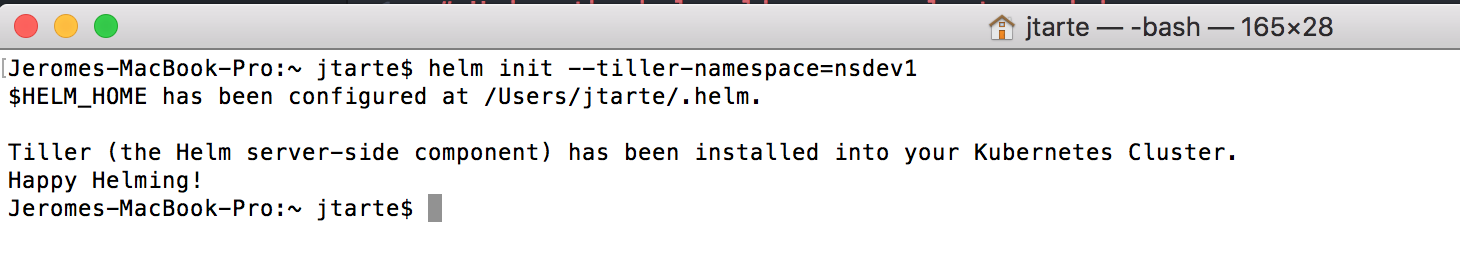 jtarte — -bash — 165×28
Jeromes-MacBook-Pro:~ jtarte$ helm init --tiller-namespace=nsdev1
$HELM_HOME has been configured at /Users/jtarte/.helm.
Tiller (the Helm server-side component) has been installed into your Kubernetes Cluster.
Happy Helming!
Jeromes-MacBook-Pro:~ jtarte$